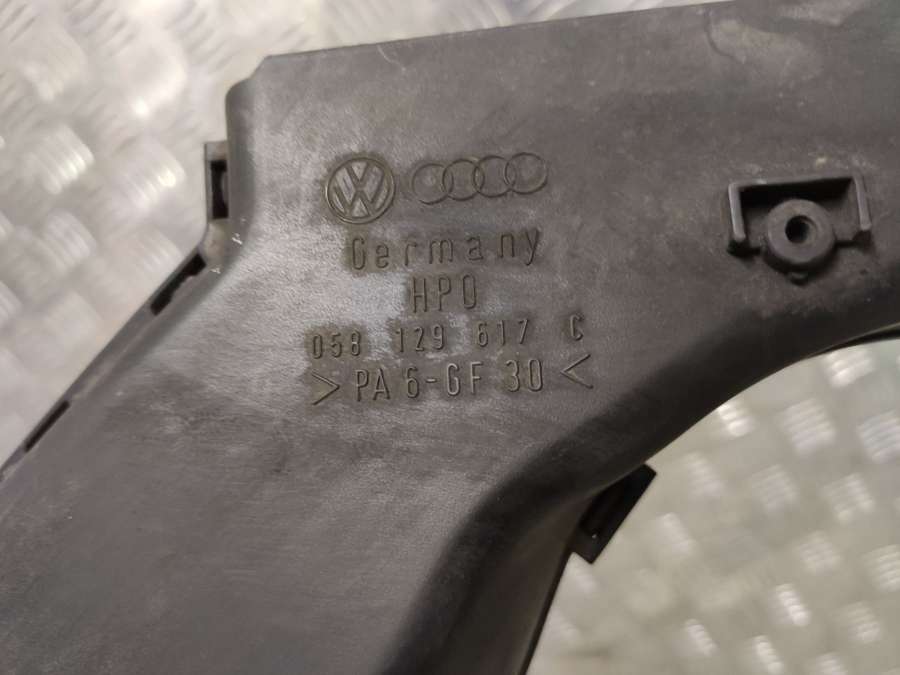 VW
Germany
HPO
058 129 617 C
>PA 6-GF 30<